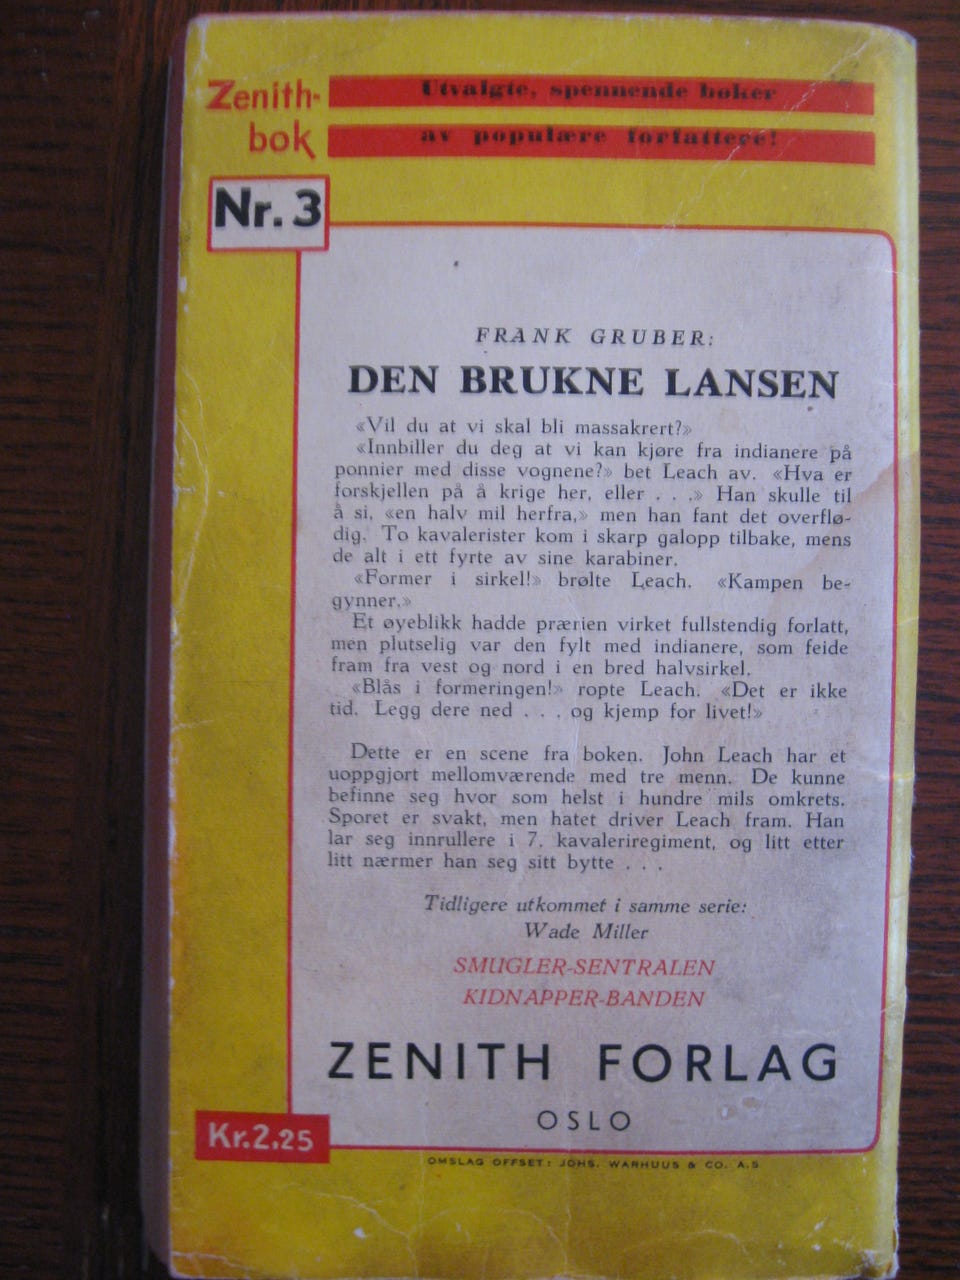 Zenith-
bok
Utvalgte, spennende bøker
av populære forfattere!
Nr. 3
FRANK GRUBER:
DEN BRUKNE LANSEN
«Vil du at vi skal bli massakrert?»
«Innbiller du deg at vi kan kjøre fra indianere på
ponnier med disse vognene?» bet Leach av. «Hva er
forskjellen på å krige her, eller . . .» Han skulle til
å si, «en halv mil herfra,» men han fant det overflø-
dig. To kavalerister kom i skarp galopp tilbake, mens
de alt i ett fyrte av sine karabiner.
«Former i sirkel!» brølte Leach. «Kampen be-
gynner.»
Et øyeblikk hadde prærien virket fullstendig forlatt,
men plutselig var den fylt med indianere, som feide
fram fra vest og nord i en bred halvsirkel.
«Blås i formeringen!» ropte Leach. «Det er ikke
tid. Legg dere ned . . . og kjemp for livet!»
Dette er en scene fra boken. John Leach har et
uoppgjort mellomværende med tre menn. De kunne
befinne seg hvor som helst i hundre mils omkrets.
Sporet er svakt, men hatet driver Leach fram. Han
lar seg innrullere i 7. kavaleriregiment, og litt etter
litt nærmer han seg sitt bytte . . .
Tidligere utkommet i samme serie:
Wade Miller
SMUGLER-SENTRALEN
KIDNAPPER-BANDEN
ZENITH FORLAG
OSLO
Kr.2,25
OMSLAG OFFSET: JOHS. WARHUUS & CO. A.S